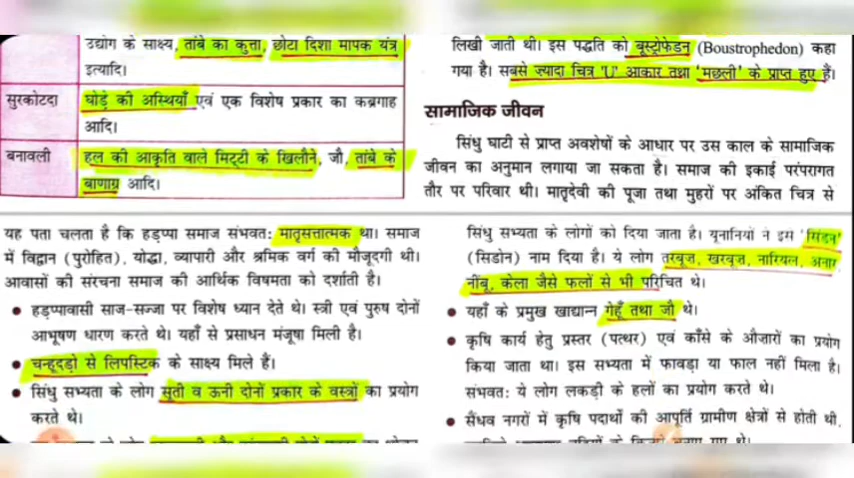 उद्योग के साक्ष्य, तांबे का कुत्ता, छोटा दिशा मापक यंत्र
इत्यादि।
सुरकोटदा
घोड़े की अस्थियाँ एवं एक विशेष प्रकार का कब्रगाह
आदि।
बनावली
हल की आकृति वाले मिट्टी के खिलौने, जौ, तांबे के
बाणाग्र आदि।
लिखी जाती थी। इस पद्धति को बूस्ट्रोफेडन (Boustrophedon) कहा
गया है। सबसे ज्यादा चित्र 'U' आकार तथा 'मछली' के प्राप्त हुए हैं।
सामाजिक जीवन
सिंधु घाटी से प्राप्त अवशेषों के आधार पर उस काल के सामाजिक
जीवन का अनुमान लगाया जा सकता है। समाज की इकाई परंपरागत
तौर पर परिवार थी। मातृदेवी की पूजा तथा मुहरों पर अंकित चित्र से
यह पता चलता है कि हड़प्पा समाज संभवत: मातृसत्तात्मक था। समाज
में विद्वान (पुरोहित), योद्धा, व्यापारी और श्रमिक वर्ग की मौजूदगी थी।
आवासों की संरचना समाज की आर्थिक विषमता को दर्शाती है।
• हड़प्पावासी साज-सज्जा पर विशेष ध्यान देते थे। स्त्री एवं पुरुष दोनों
आभूषण धारण करते थे। यहाँ से प्रसाधन मंजूषा मिली है।
• चन्हूदड़ो से लिपस्टिक के साक्ष्य मिले हैं।
• सिंधु सभ्यता के लोग सूती व ऊनी दोनों प्रकार के वस्त्रों का प्रयोग
करते थे।
सिंधु सभ्यता के लोगों को दिया जाता है। यूनानियों ने इसे 'सिंडन'
(सिडोन) नाम दिया है। ये लोग तरबूज, खरबूज, नारियल, अनार,
नींबू, केला जैसे फलों से भी परिचित थे।
• यहाँ के प्रमुख खाद्यान्न गेहूँ तथा जौ थे।
• कृषि कार्य हेतु प्रस्तर (पत्थर) एवं काँसे के औजारों का प्रयोग
किया जाता था। इस सभ्यता में फावड़ा या फाल नहीं मिला है।
संभवत: ये लोग लकड़ी के हलों का प्रयोग करते थे।
• सैंधव नगरों में कृषि पदार्थों की आपूर्ति ग्रामीण क्षेत्रों से होती थी,